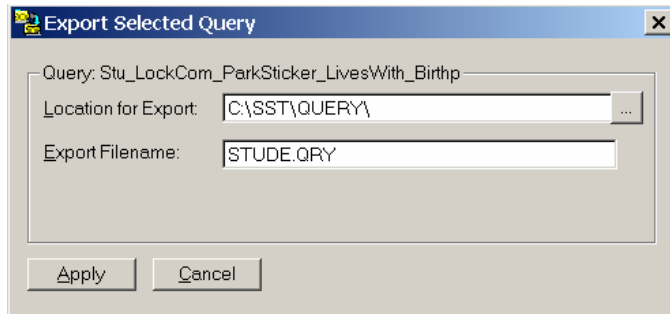 Export Selected Query
Query: Stu_LockCom_ParkSticker_LivesWith_Birthp
Location for Export: C:\SST\QUERY\ ...
Export Filename: STUDE.QRY
Apply Cancel